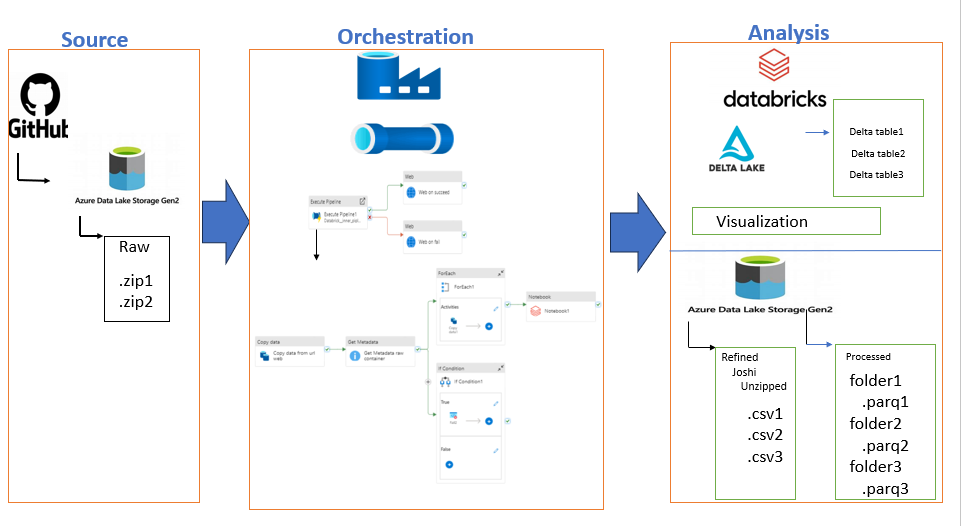 Source
GitHub
Azure Data Lake Storage Gen2
Raw
.zip1
.zip2
Orchestration
Execute Pipeline
Execute Pipeline1
Web
Web on succeed
Web
Web on fail
Copy data
Copy data from url web
Get Metadata
Get Metadata raw
container
ForEach
ForEach1
Activities
Notebook
Notebook1
If Condition
If Condition1
True
False
Analysis
databricks
DELTA LAKE
Delta table1
Delta table2
Delta table3
Visualization
Azure Data Lake Storage Gen2
Refined
Joshi
Unzipped
.csv1
.csv2
.csv3
Processed
folder1
.parq1
folder2
.parq2
folder3
.parq3